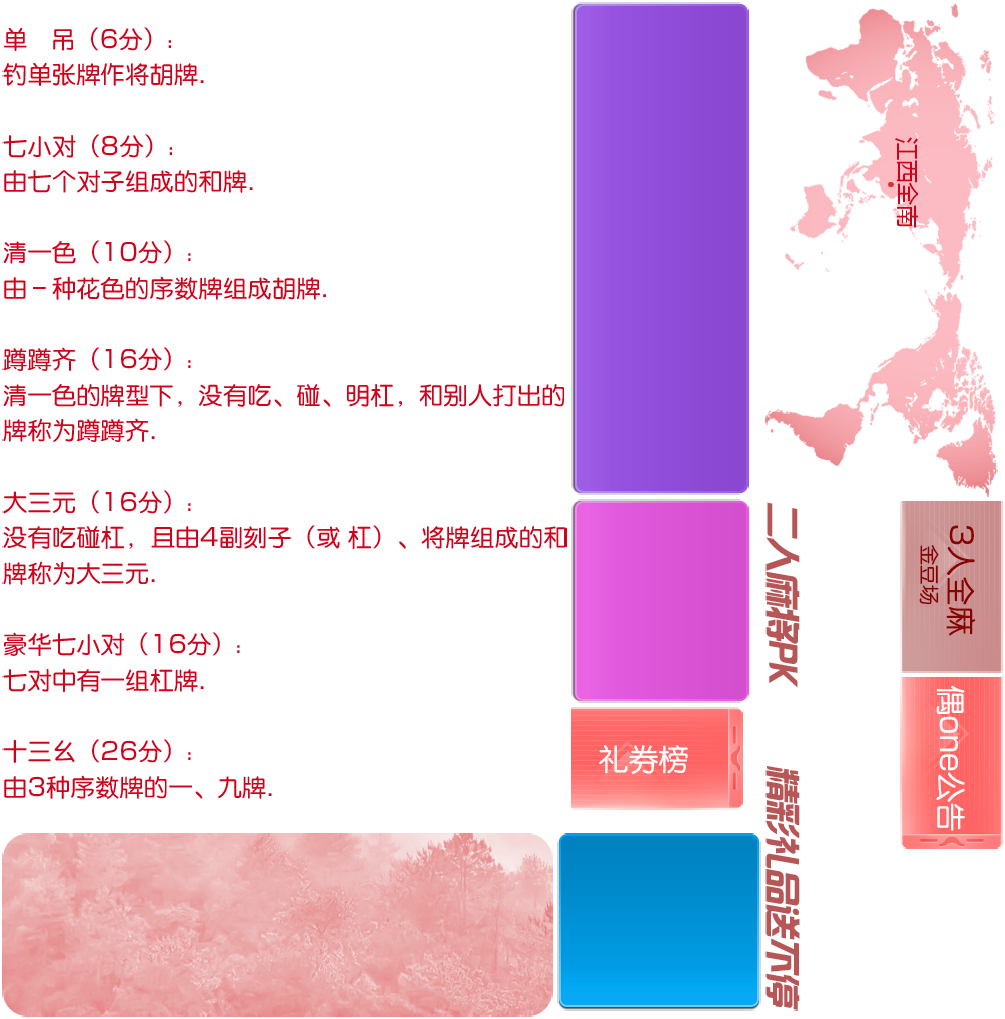 单 吊（6分）:
钓单张牌作将胡牌.
七小对（8分）:
由七个对子组成的和牌.
清一色（10分）:
由－种花色的序数牌组成胡牌.
蹲蹲齐（16分）:
清一色的牌型下，没有吃、碰、明杠，和别人打出的
牌称为蹲蹲齐.
大三元（16分）:
没有吃碰杠，且由4副刻子（或 杠）、将牌组成的和
牌称为大三元.
豪华七小对（16分）:
七对中有一组杠牌.
十三幺（26分）:
由3种序数牌的一、九牌.
江西全南
二人麻将PK
3人全麻
金豆场
礼券榜
偶one公告
精彩礼品送不停